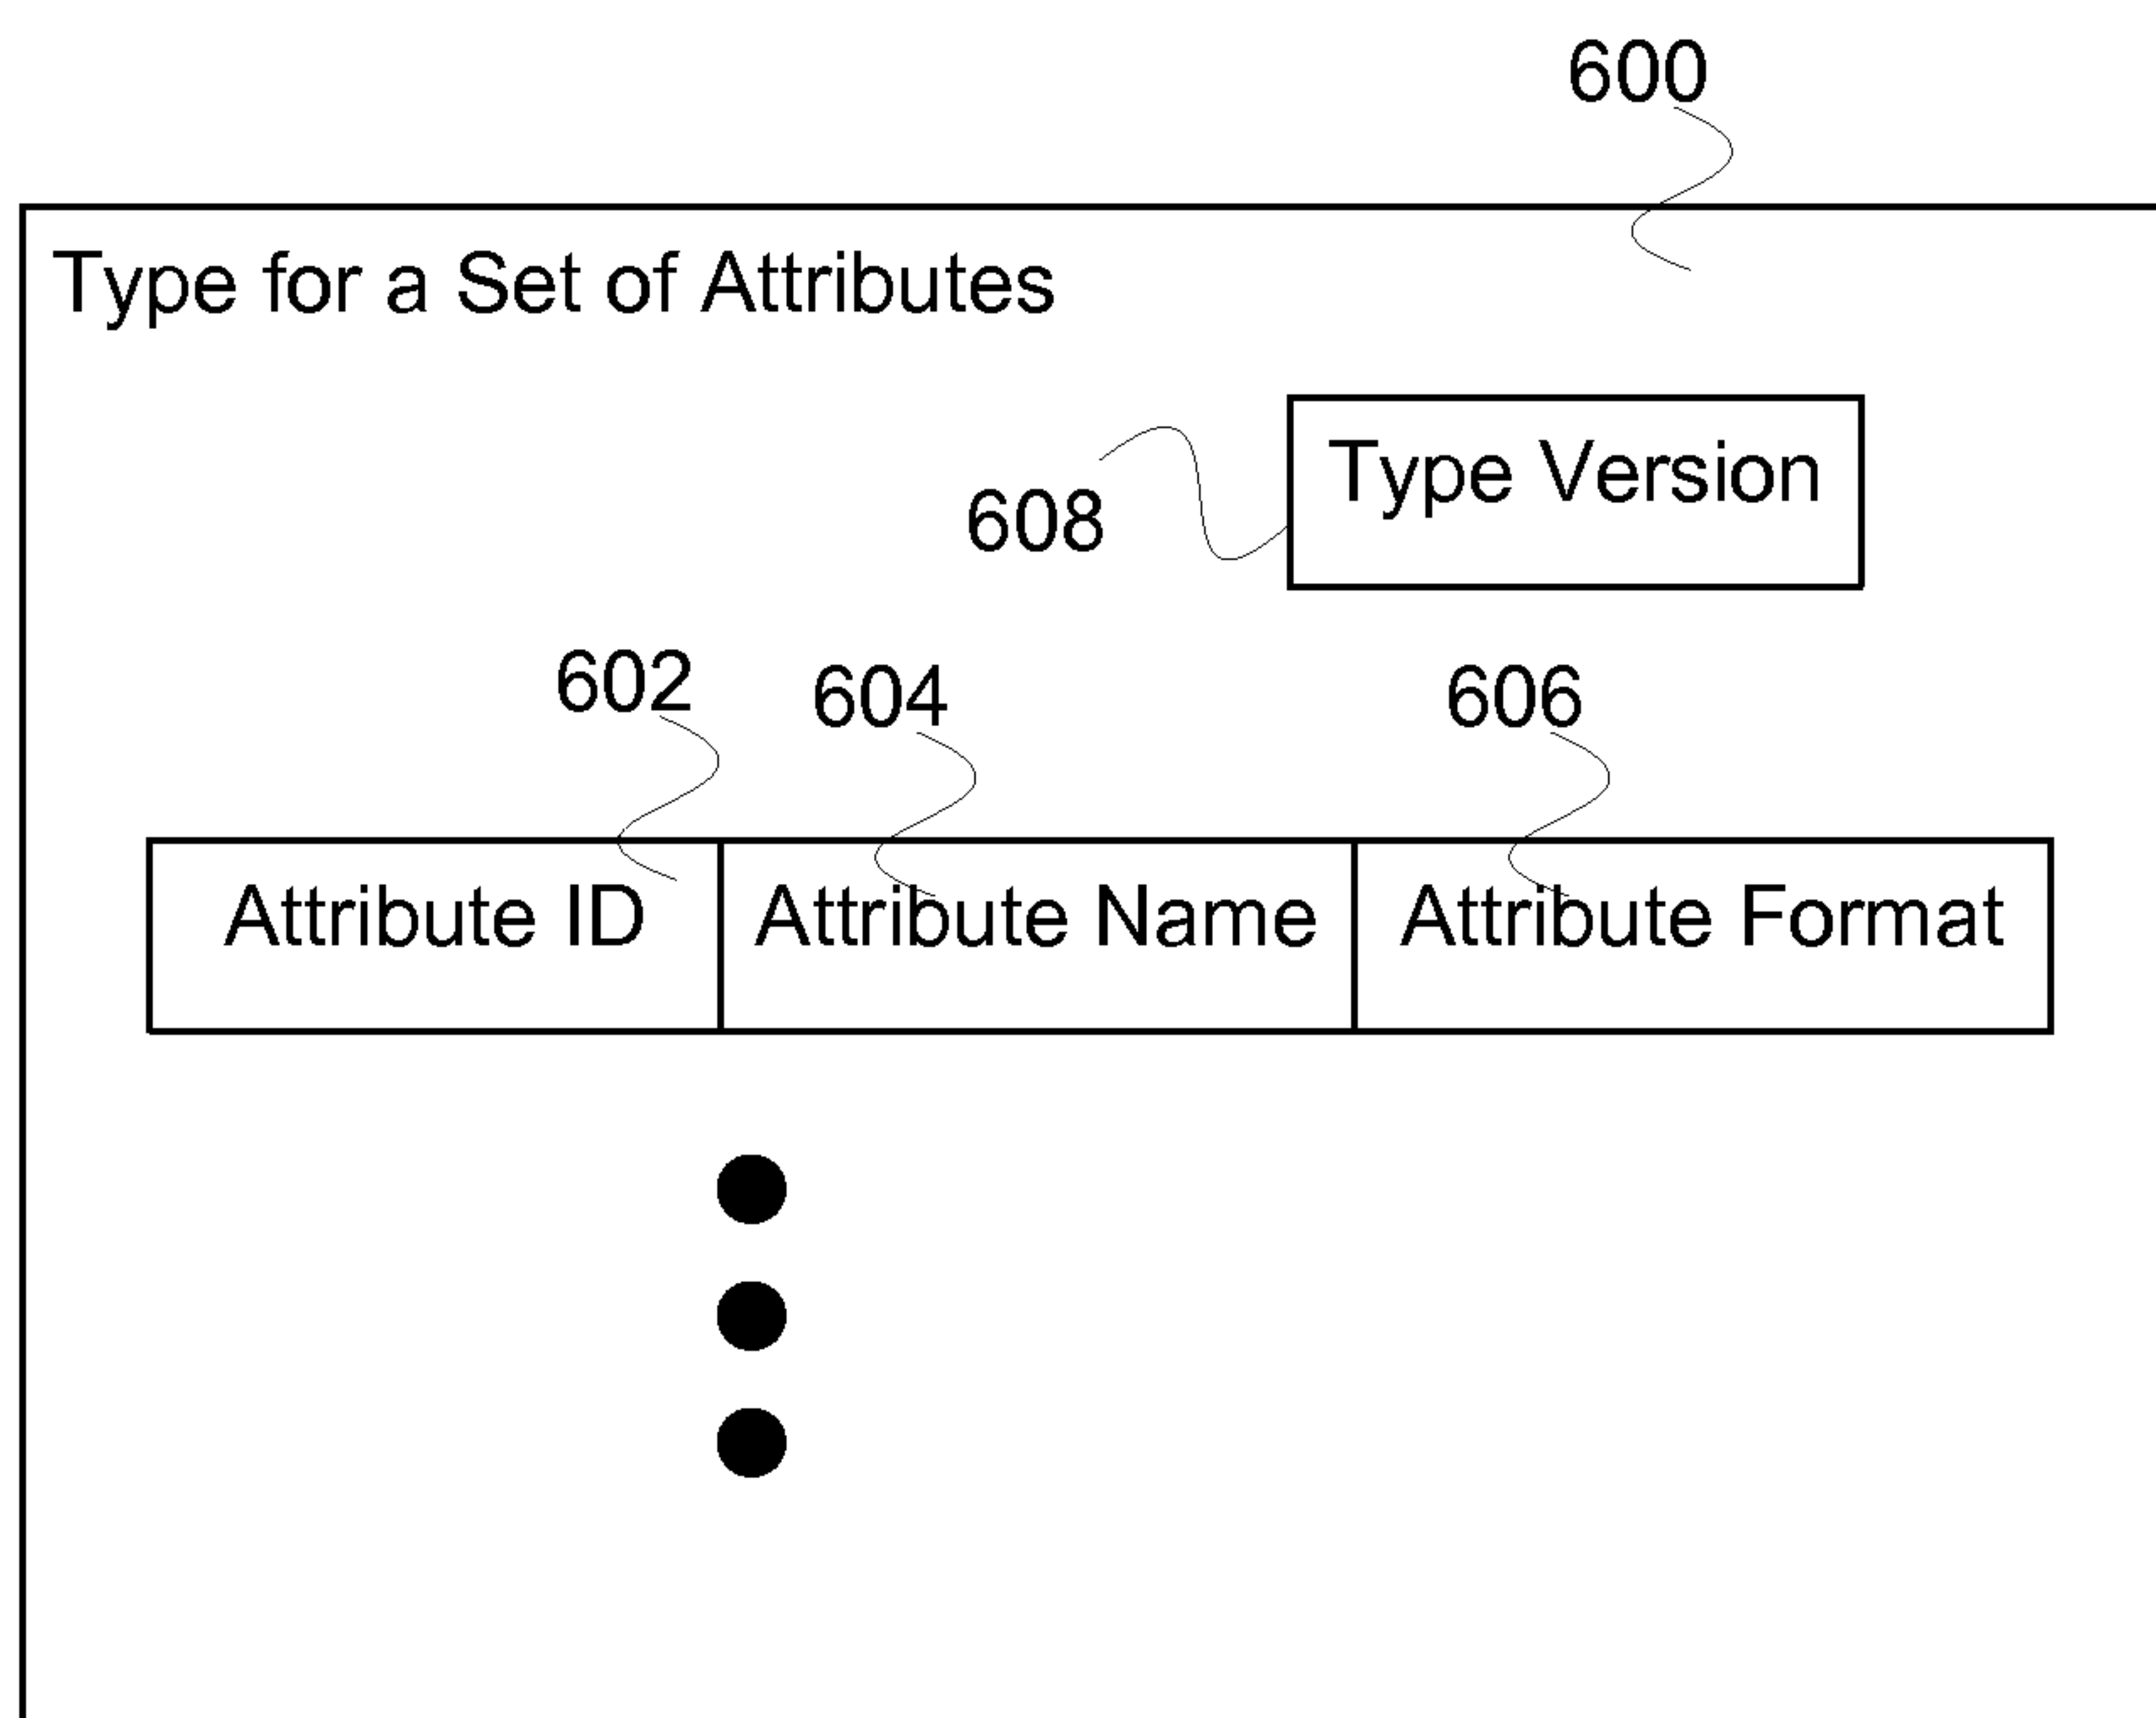 600
Type for a Set of Attributes
Type Version
608
602 604 606
Attribute ID Attribute Name Attribute Format